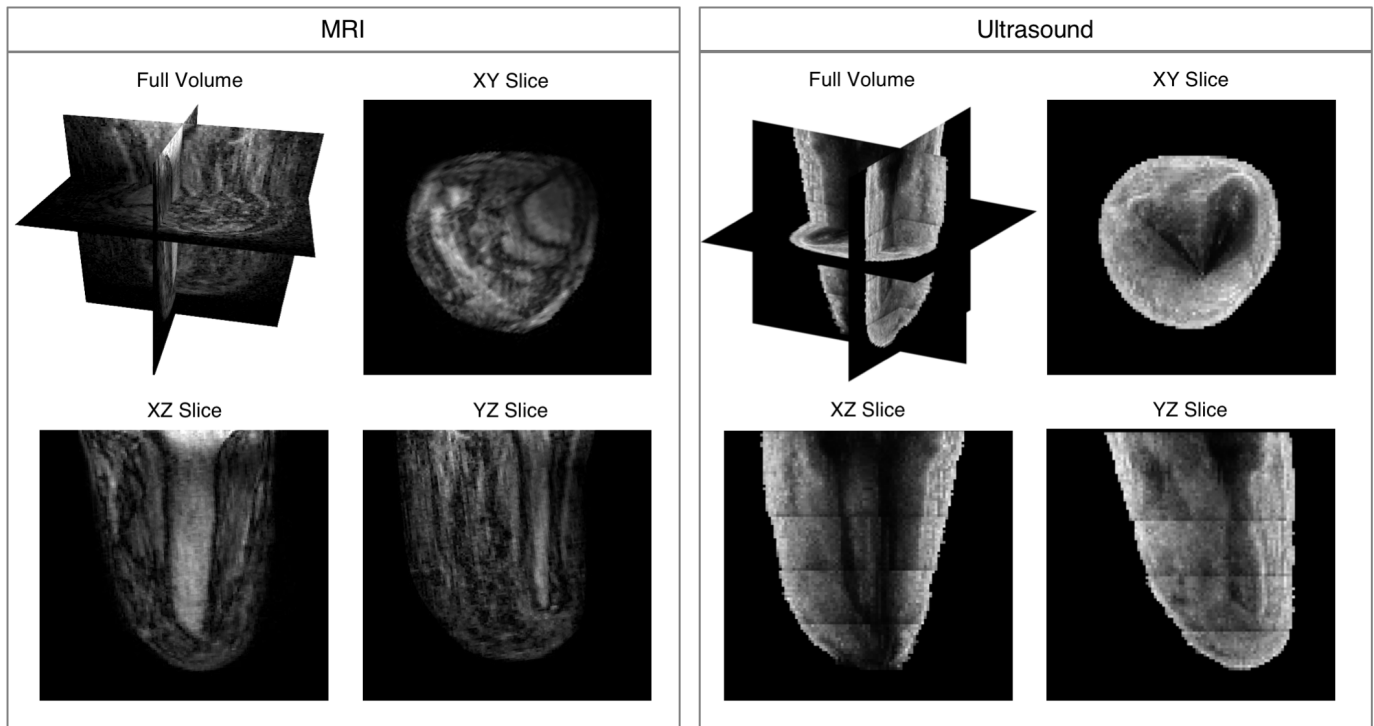 MRI
Full Volume
XY Slice
XZ Slice
YZ Slice
Ultrasound
Full Volume
XY Slice
XZ Slice
YZ Slice